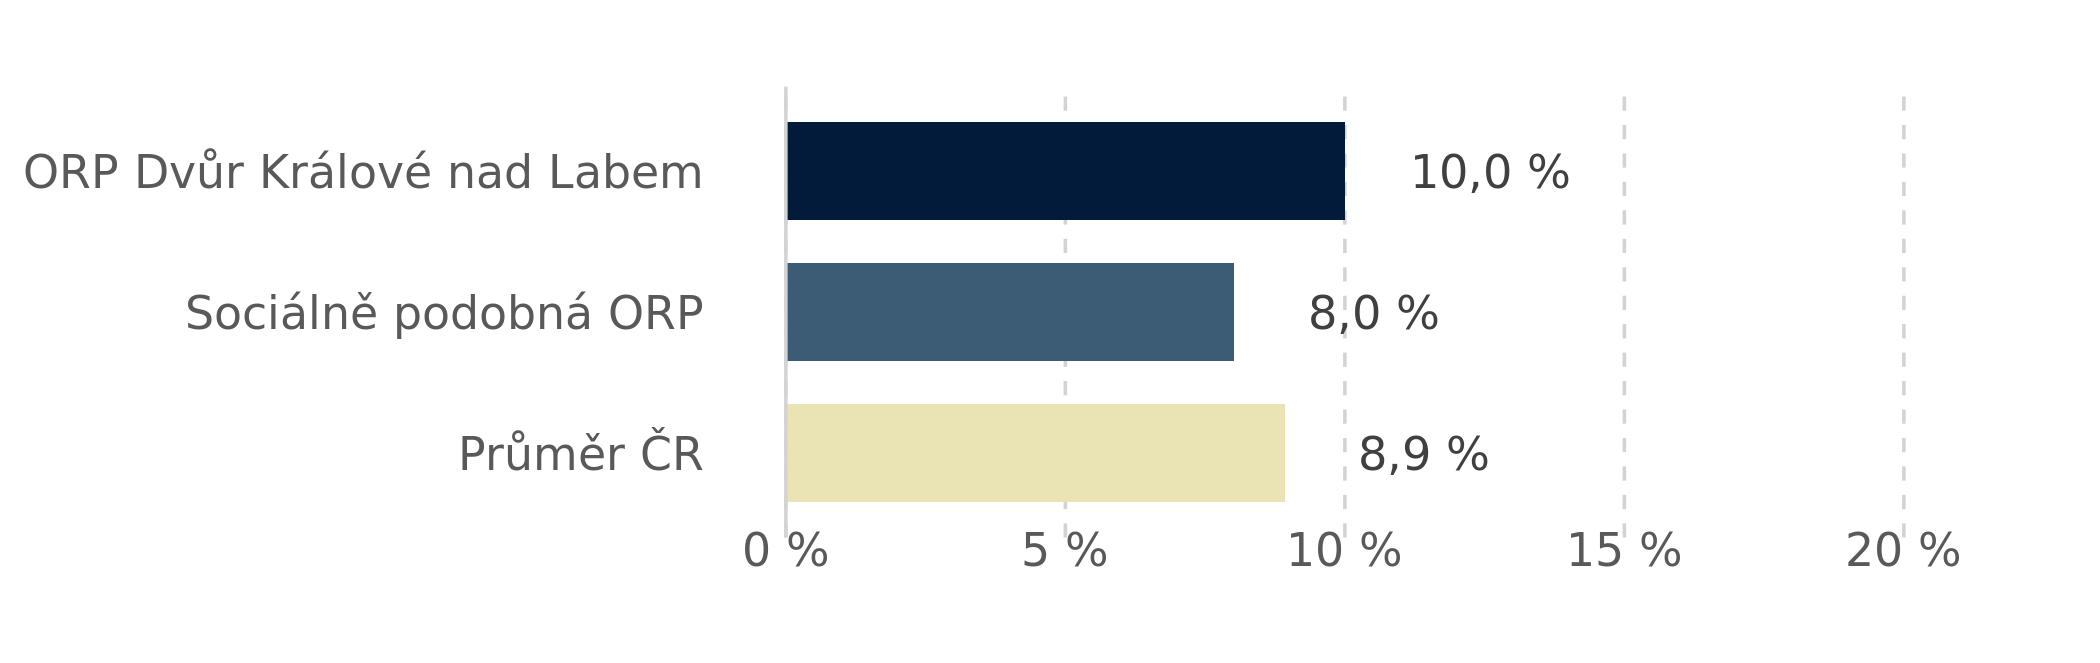 ORP Dvůr Králové nad Labem 10,0 %
Sociálně podobná ORP 8,0 %
Průměr ČR 8,9 %
0 % 5 % 10 % 15 % 20 %